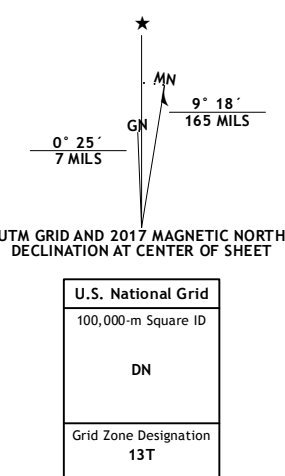 ★
MN
GN
9° 18´
165 MILS
0° 25´
7 MILS
UTM GRID AND 2017 MAGNETIC NORTH
DECLINATION AT CENTER OF SHEET
U.S. National Grid
100,000-m Square ID
DN
Grid Zone Designation
13T